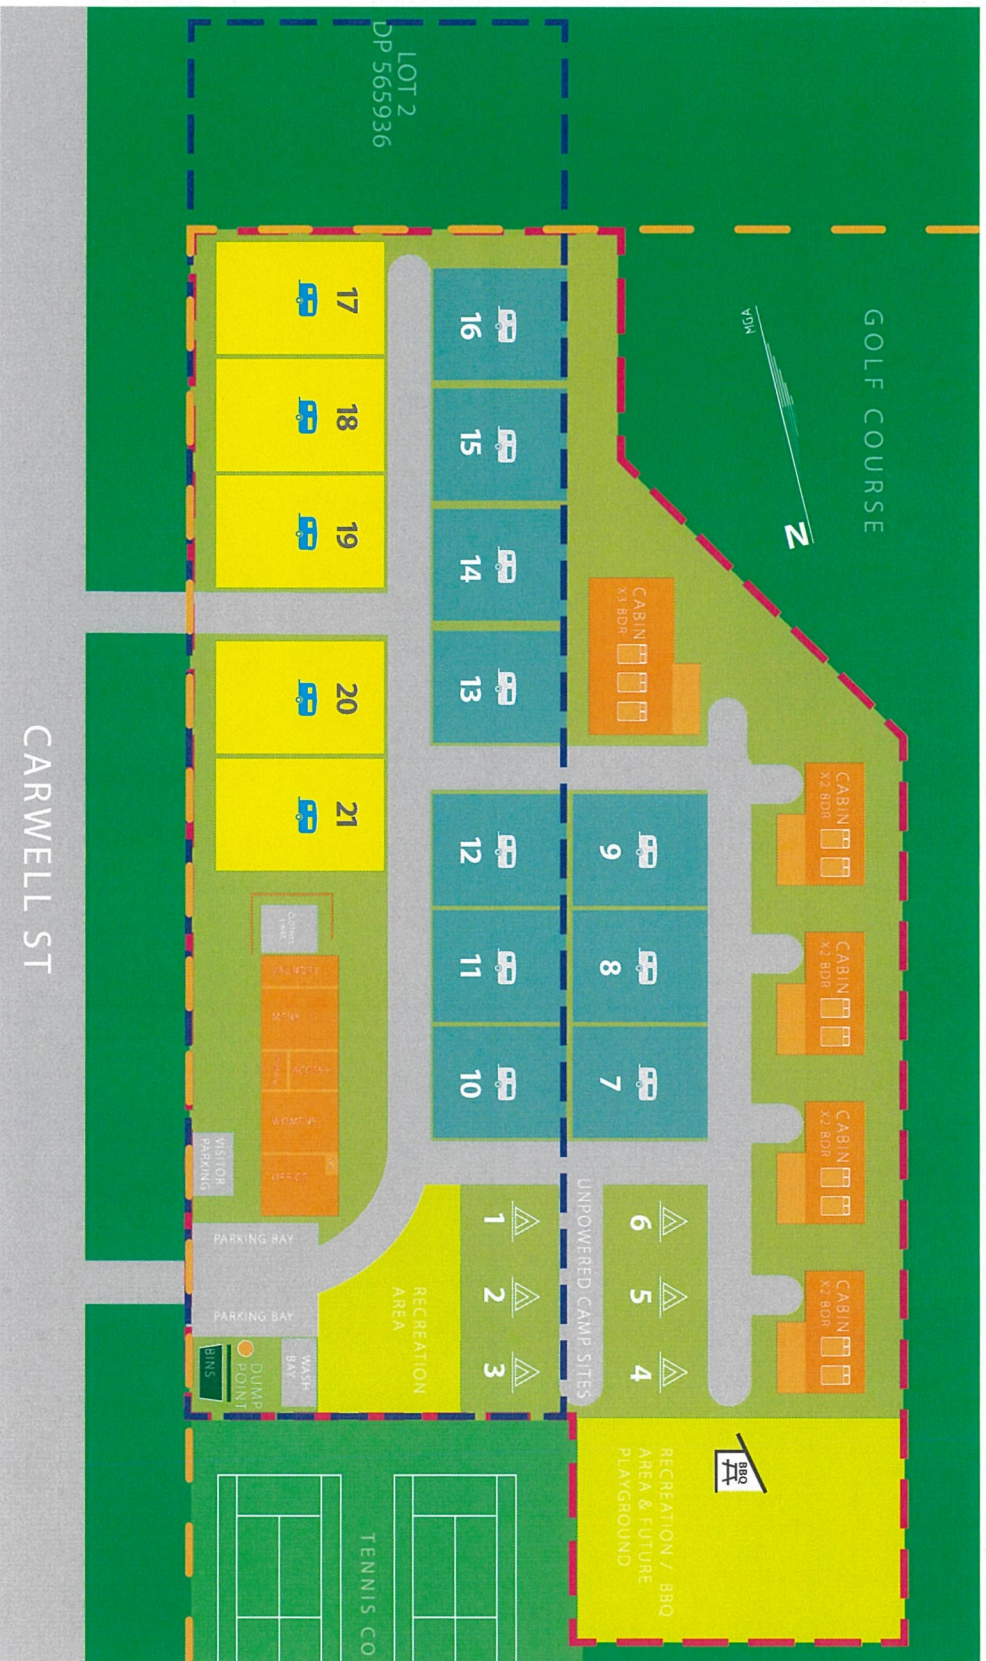 LOT 2
DP 565936
GOLF COURSE
MGA
N
17
18
19
20
21
16
15
14
13
12
11
10
9
8
7
CABIN
X3 BDR
CABIN
X2 BDR
CABIN
X2 BDR
CABIN
X2 BDR
CABIN
X2 BDR
LAUNDRY
MENS
ACCESS
WOMENS
OFFICE
VISITOR
PARKING
PARKING BAY
PARKING BAY
WASH
BAY
DUMP
POINT
BINS
RECREATION
AREA
1
2
3
UNPOWERED CAMP SITES
6
5
4
BBQ
RECREATION / BBQ
AREA & FUTURE
PLAYGROUND
TENNIS CO
CARWELL ST